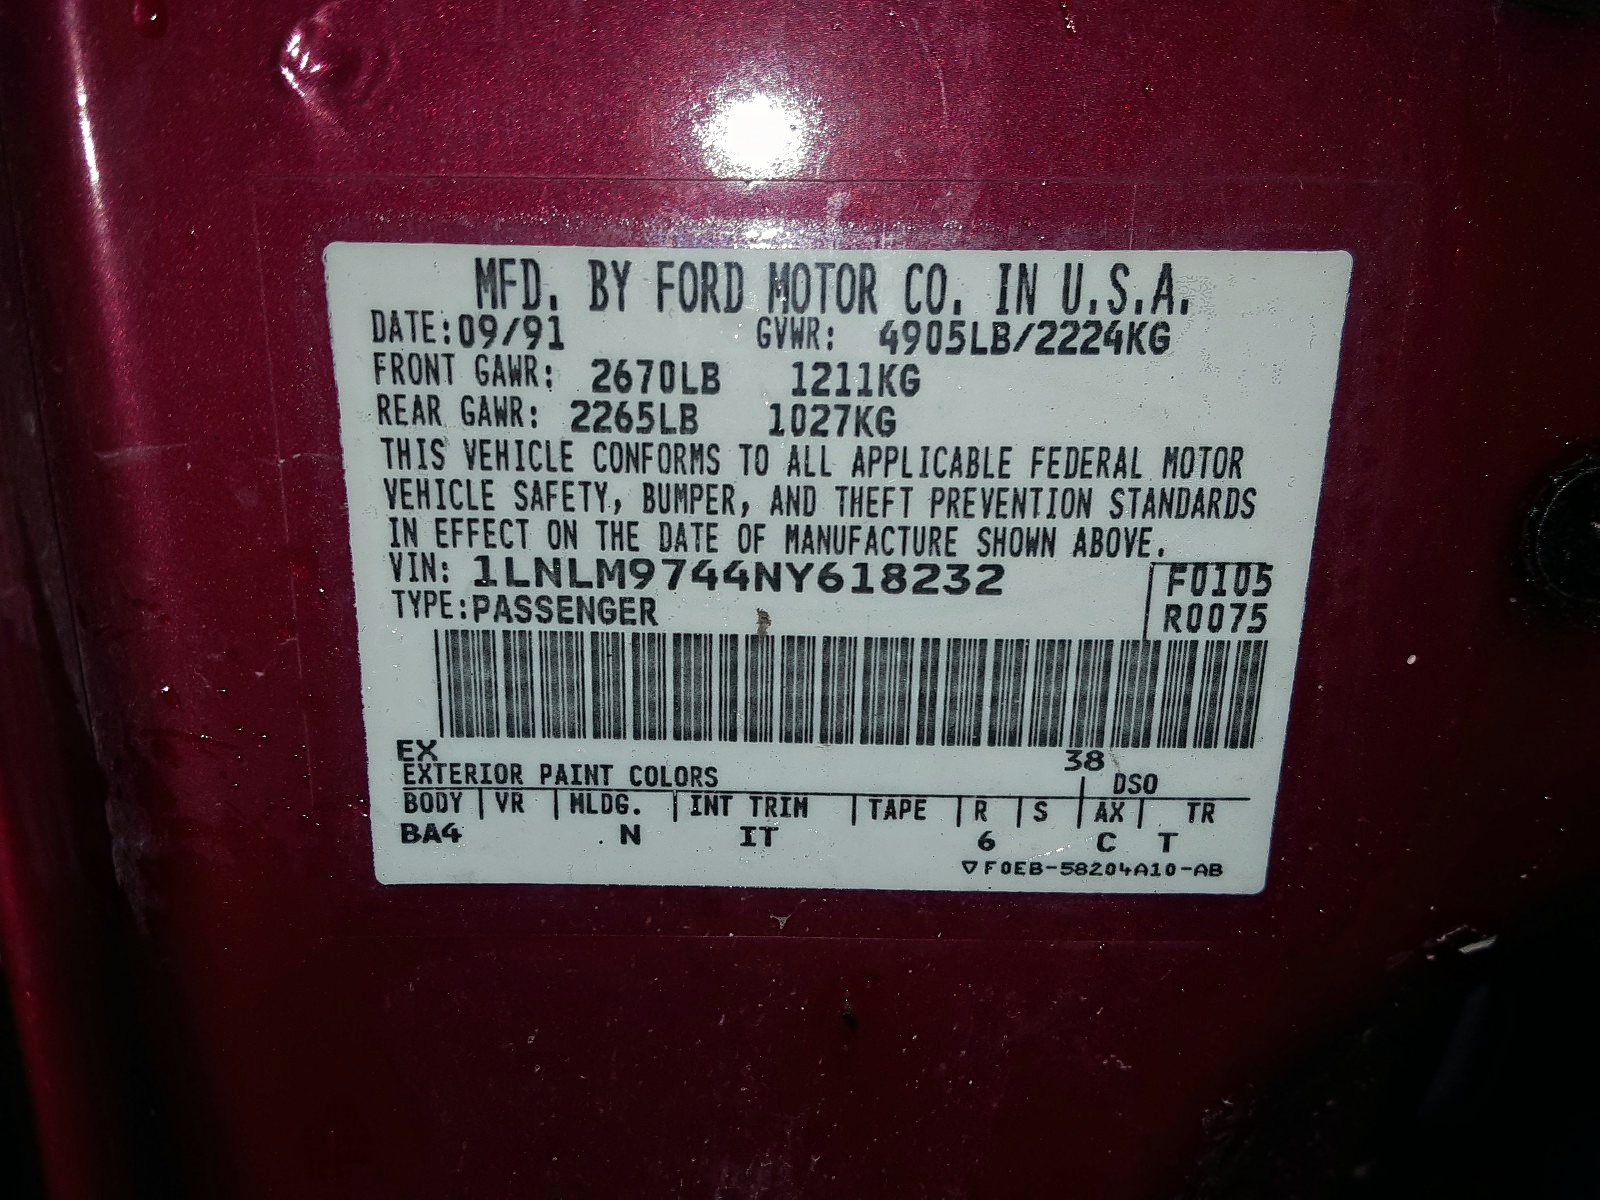 MFD. BY FORD MOTOR CO. IN U.S.A.
DATE:09/91 GVWR: 4905LB/2224KG
FRONT GAWR: 2670LB 1211KG
REAR GAWR: 2265LB 1027KG
THIS VEHICLE CONFORMS TO ALL APPLICABLE FEDERAL MOTOR
VEHICLE SAFETY, BUMPER, AND THEFT PREVENTION STANDARDS
IN EFFECT ON THE DATE OF MANUFACTURE SHOWN ABOVE.
VIN: 1LNLM9744NY618232 F0105
TYPE:PASSENGER R0075
EX 38
EXTERIOR PAINT COLORS DSO
BODY | VR | MLDG. | INT TRIM | TAPE | R | S | AX | TR
BA4 N IT 6 C T
▽F0EB-58204A10-AB